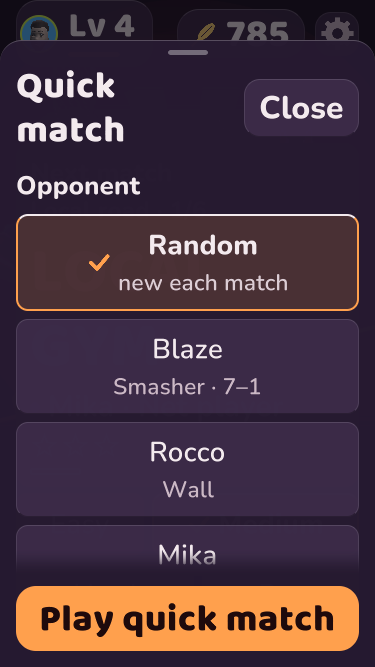 Lv 4
785
Quick
match
Close
Opponent
Random
new each match
Blaze
Smasher · 7–1
Rocco
Wall
Mika
Play quick match